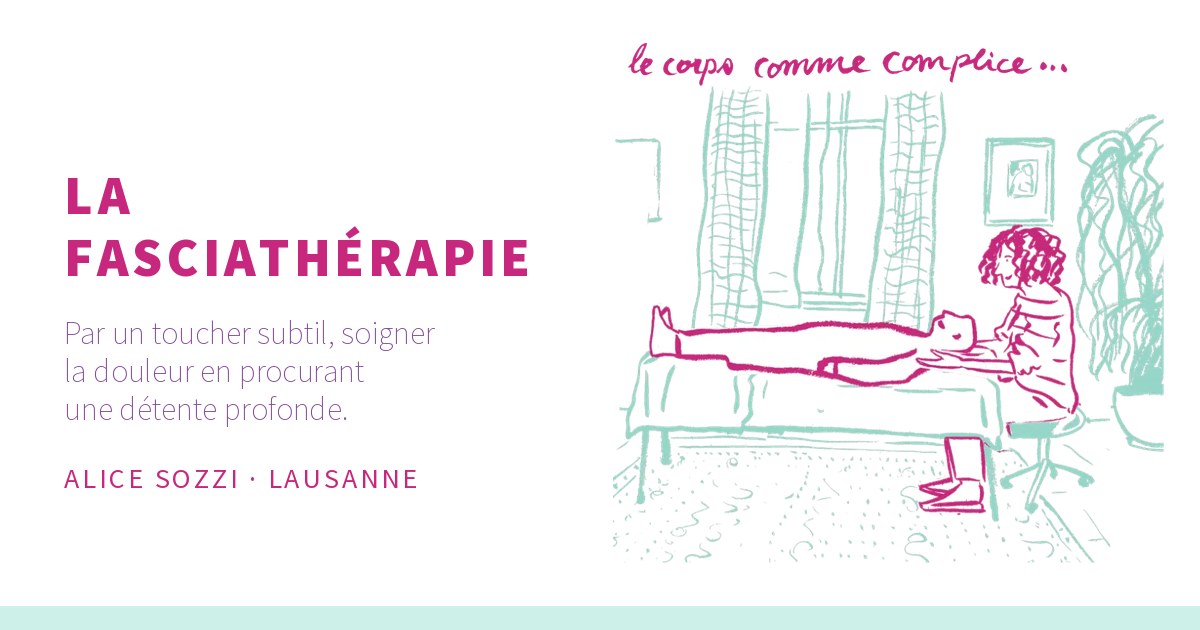 le corps comme complice...
LA
FASCIATHÉRAPIE
Par un toucher subtil, soigner
la douleur en procurant
une détente profonde.
ALICE SOZZI · LAUSANNE